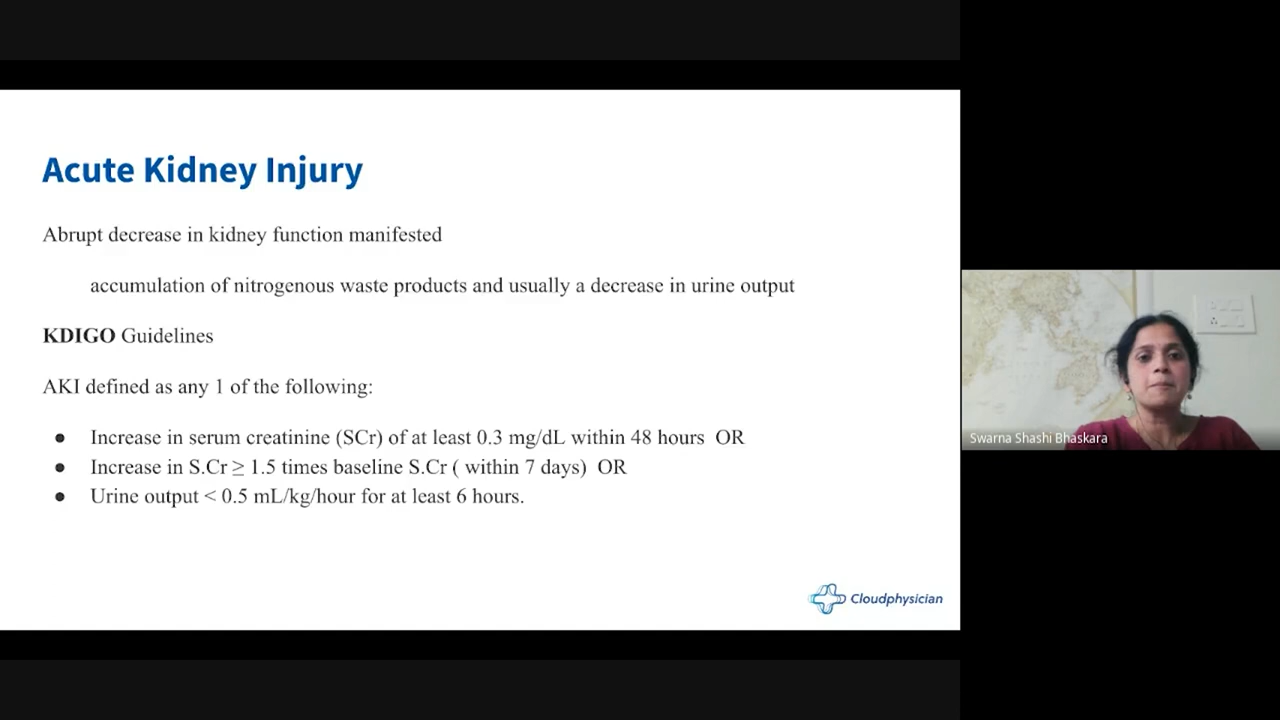 Acute Kidney Injury
Abrupt decrease in kidney function manifested
accumulation of nitrogenous waste products and usually a decrease in urine output
KDIGO Guidelines
AKI defined as any 1 of the following:
● Increase in serum creatinine (SCr) of at least 0.3 mg/dL within 48 hours  OR
● Increase in S.Cr ≥ 1.5 times baseline S.Cr ( within 7 days)  OR
● Urine output < 0.5 mL/kg/hour for at least 6 hours.
Cloudphysician
Swarna Shashi Bhaskara